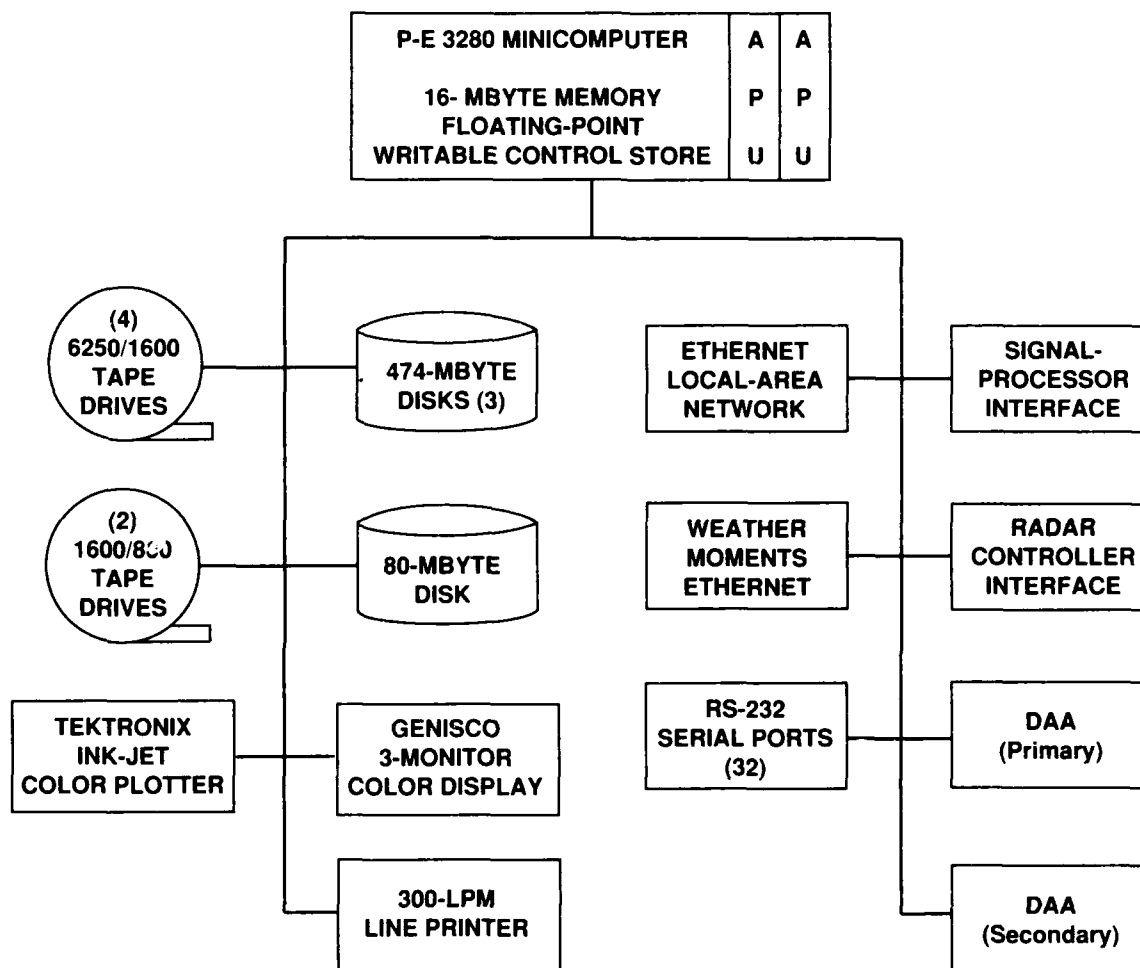 P-E 3280 MINICOMPUTER
16- MBYTE MEMORY
FLOATING-POINT
WRITABLE CONTROL STORE
A
P
U
A
P
U
(4)
6250/1600
TAPE
DRIVES
474-MBYTE
DISKS (3)
ETHERNET
LOCAL-AREA
NETWORK
SIGNAL-
PROCESSOR
INTERFACE
(2)
1600/800
TAPE
DRIVES
80-MBYTE
DISK
WEATHER
MOMENTS
ETHERNET
RADAR
CONTROLLER
INTERFACE
TEKTRONIX
INK-JET
COLOR PLOTTER
GENISCO
3-MONITOR
COLOR DISPLAY
RS-232
SERIAL PORTS
(32)
DAA
(Primary)
300-LPM
LINE PRINTER
DAA
(Secondary)